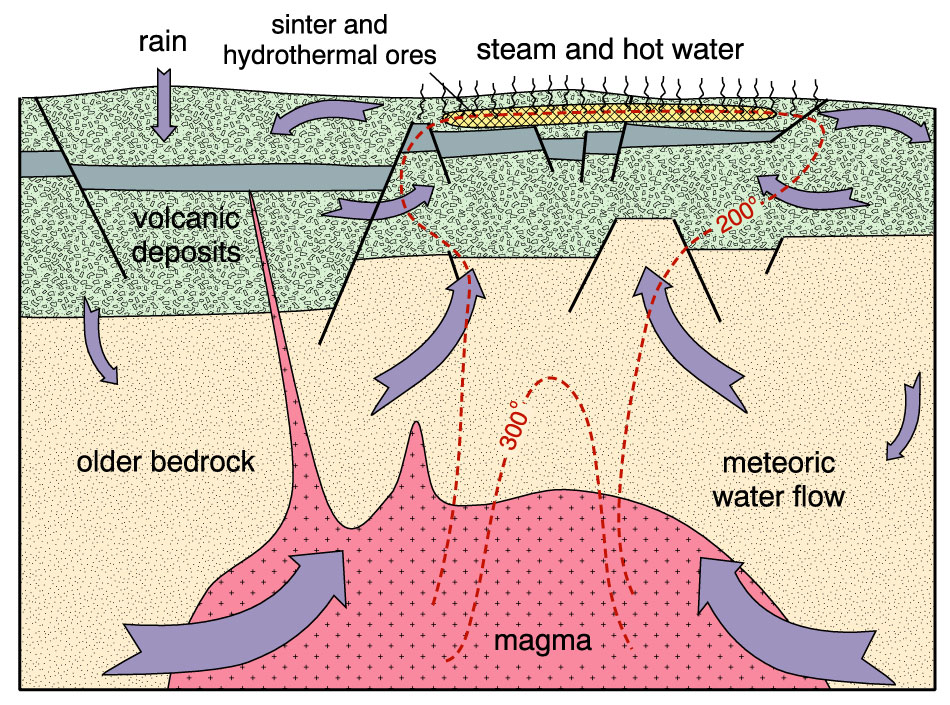 rain
sinter and
hydrothermal ores
steam and hot water
volcanic
deposits
200°
300°
older bedrock
meteoric
water flow
magma